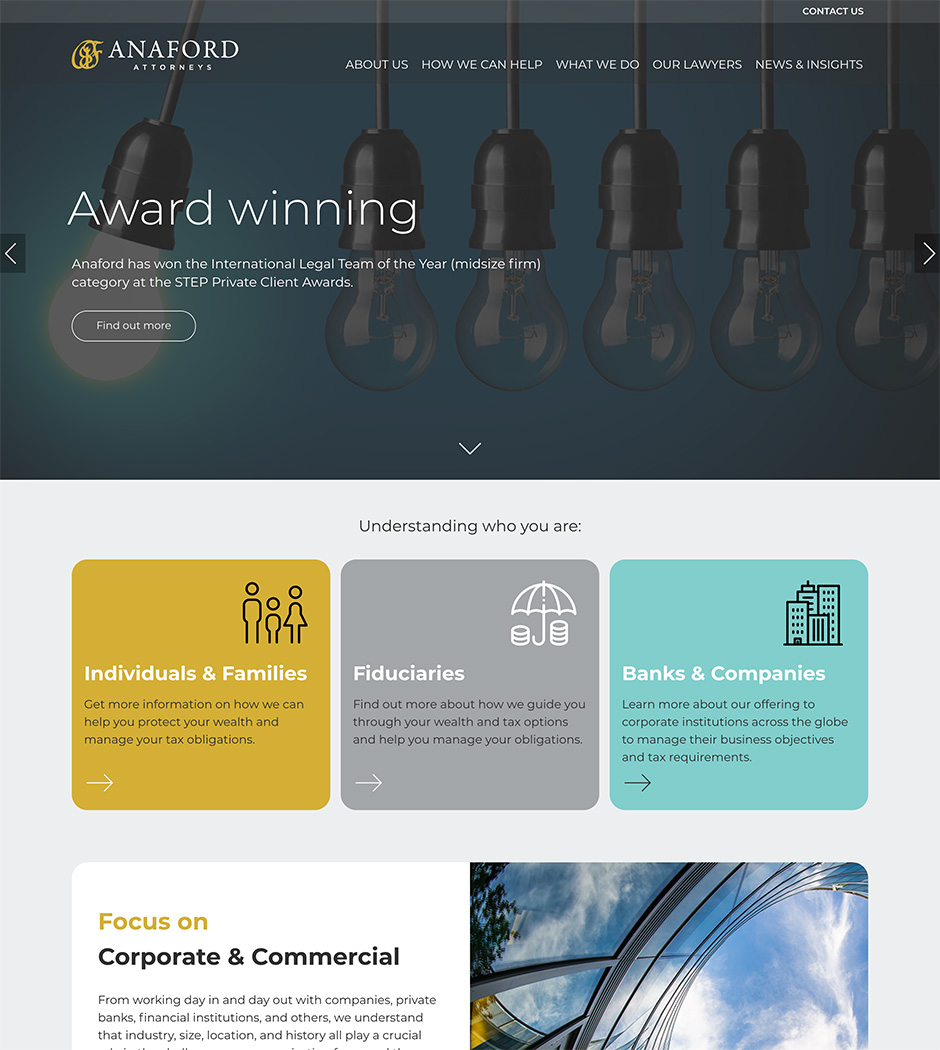 CONTACT US
ANAFORD
ATTORNEYS
ABOUT US HOW WE CAN HELP WHAT WE DO OUR LAWYERS NEWS & INSIGHTS
Award winning
Anaford has won the International Legal Team of the Year (midsize firm)
category at the STEP Private Client Awards.
Find out more
Understanding who you are:
Individuals & Families
Get more information on how we can
help you protect your wealth and
manage your tax obligations.
Fiduciaries
Find out more about how we guide you
through your wealth and tax options
and help you manage your obligations.
Banks & Companies
Learn more about our offering to
corporate institutions across the globe
to manage their business objectives
and tax requirements.
Focus on
Corporate & Commercial
From working day in and day out with companies, private
banks, financial institutions, and others, we understand
that industry, size, location, and history all play a crucial